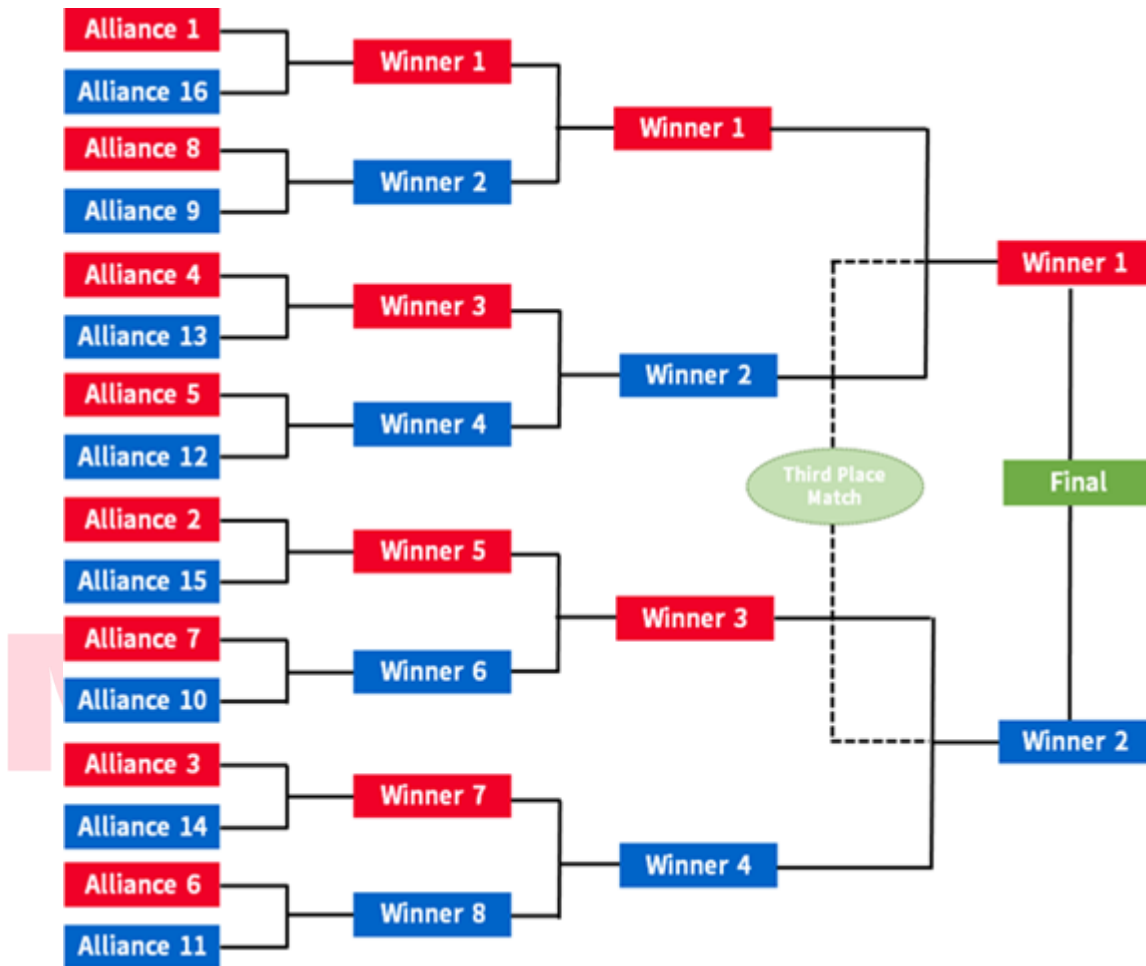 Alliance 1
Alliance 16
Alliance 8
Alliance 9
Alliance 4
Alliance 13
Alliance 5
Alliance 12
Alliance 2
Alliance 15
Alliance 7
Alliance 10
Alliance 3
Alliance 14
Alliance 6
Alliance 11
Winner 1
Winner 2
Winner 3
Winner 4
Winner 5
Winner 6
Winner 7
Winner 8
Winner 1
Winner 2
Winner 3
Winner 4
Third Place
Match
Winner 1
Final
Winner 2